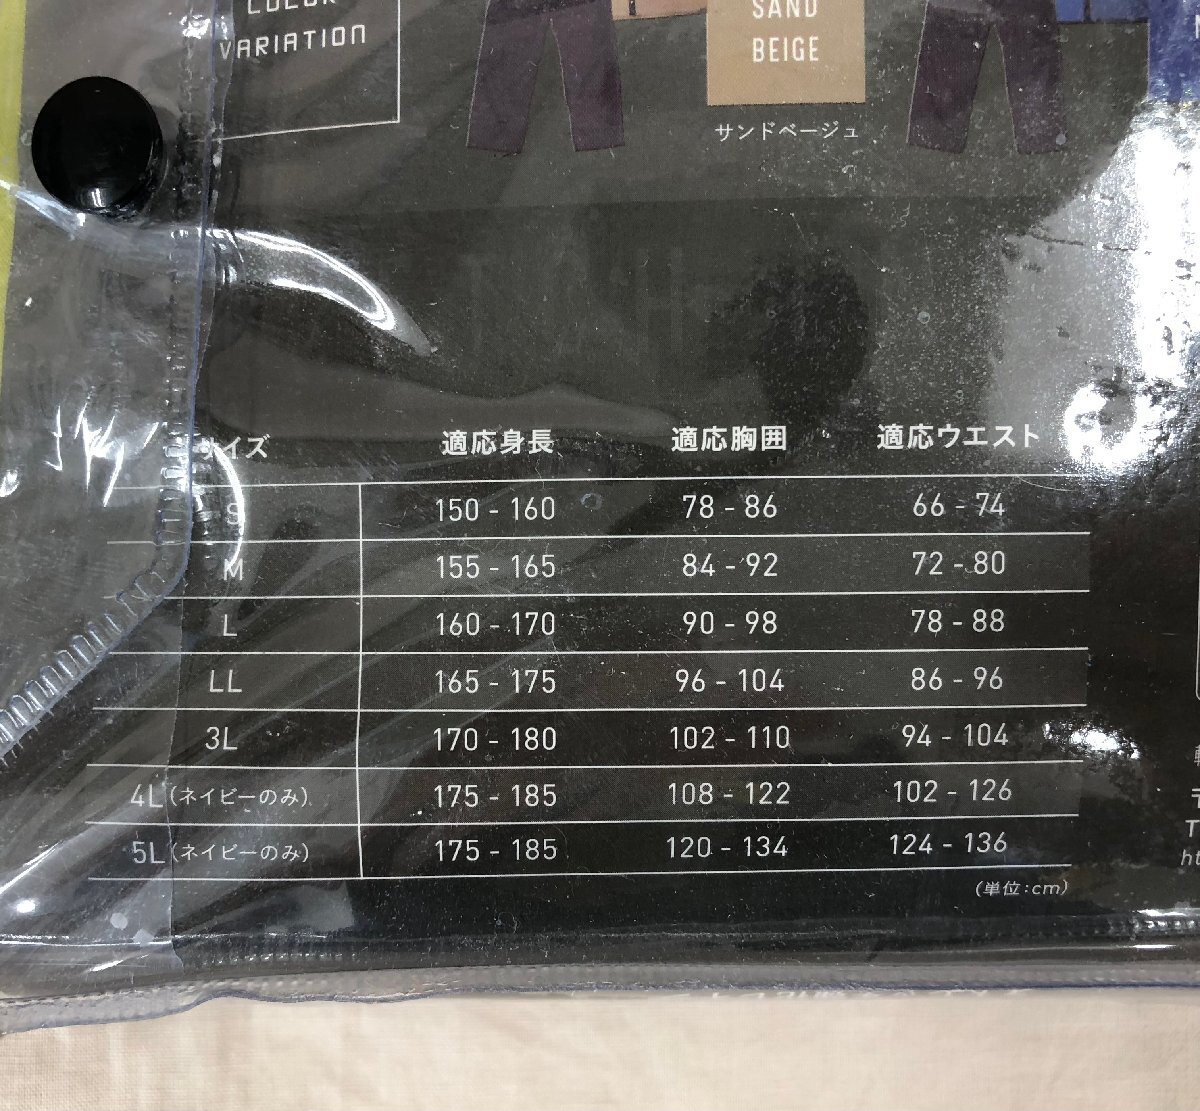 COLOR
VARIATION
SAND
BEIGE
サンドベージュ
サイズ 適応身長 適応胸囲 適応ウエスト
S 150 - 160 78 - 86 66 - 74
M 155 - 165 84 - 92 72 - 80
L 160 - 170 90 - 98 78 - 88
LL 165 - 175 96 - 104 86 - 96
3L 170 - 180 102 - 110 94 - 104
4L (ネイビーのみ) 175 - 185 108 - 122 102 - 126
5L (ネイビーのみ) 175 - 185 120 - 134 124 - 136
(単位:cm)